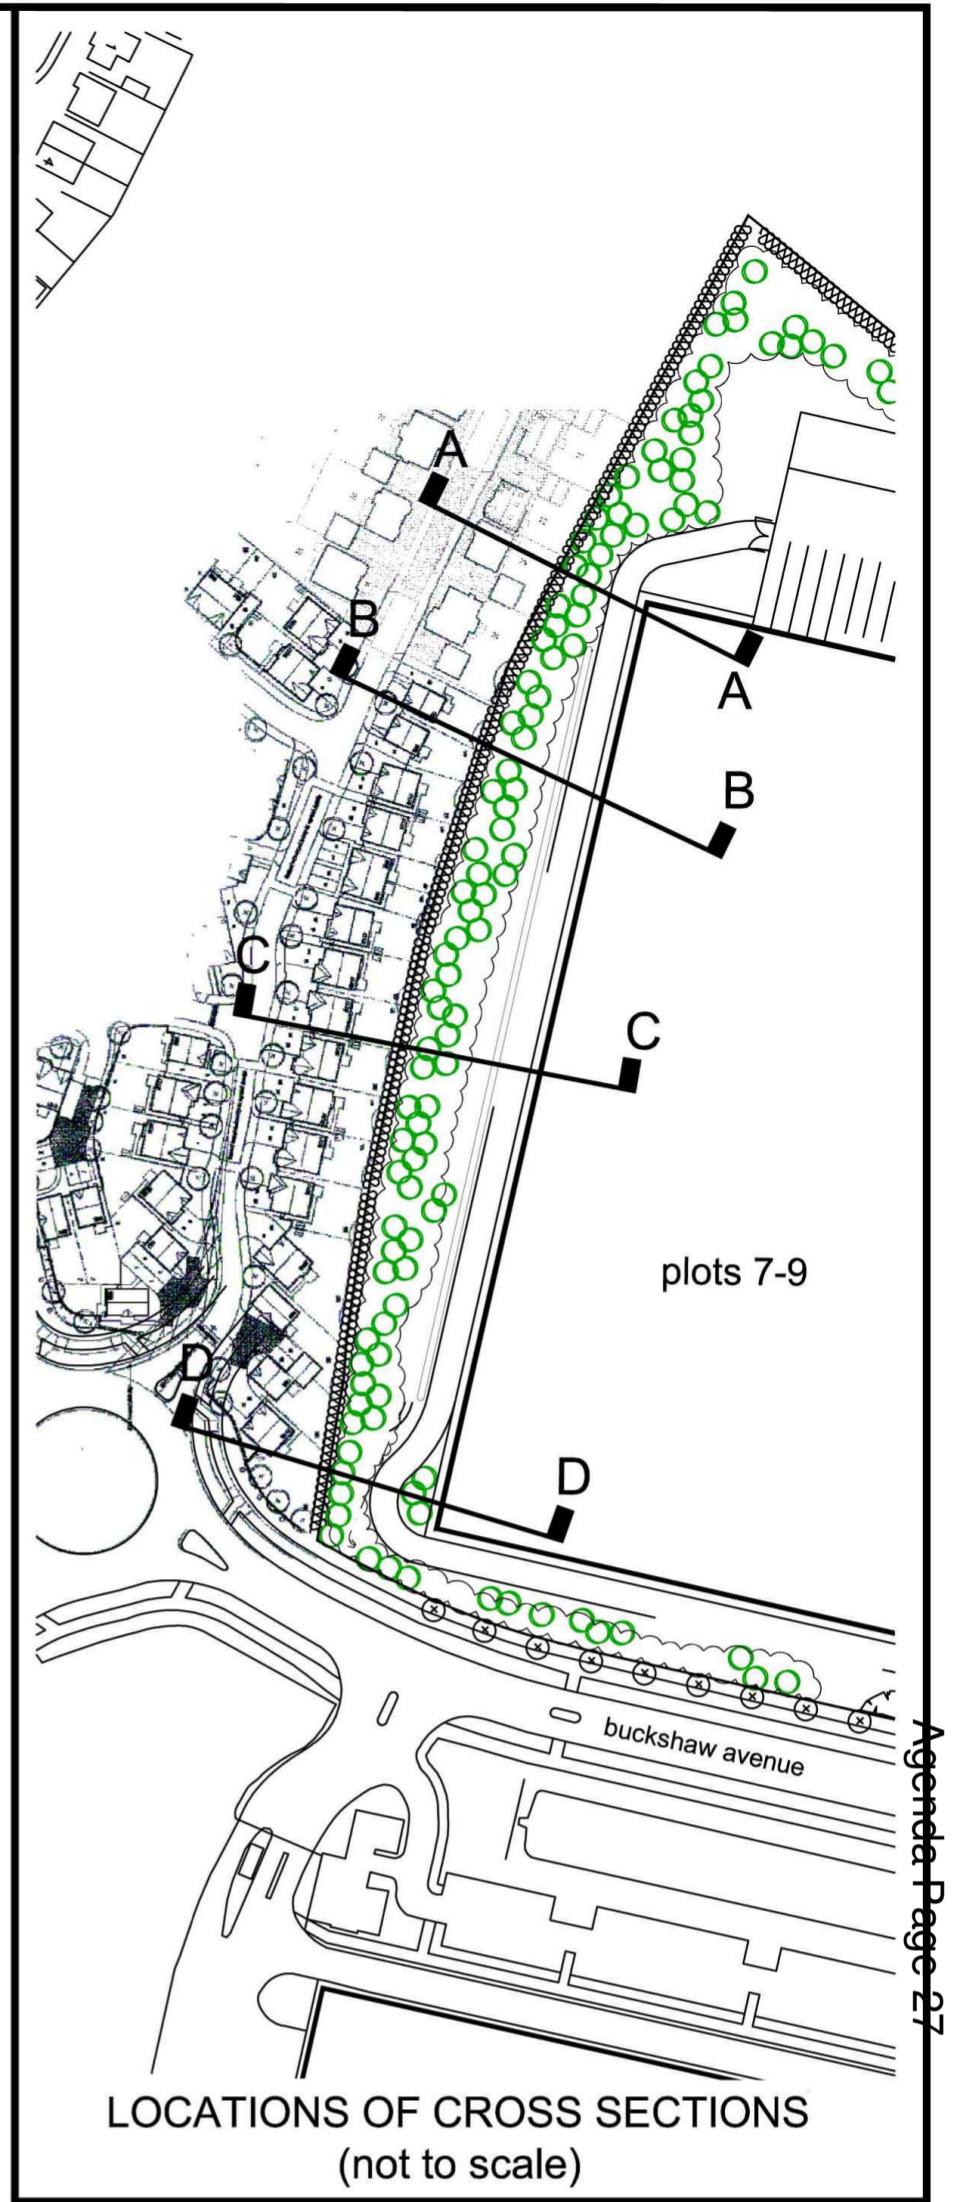 A
B
A
B
C
C
plots 7-9
D
D
buckshaw avenue
Agenda Page 27
LOCATIONS OF CROSS SECTIONS
(not to scale)